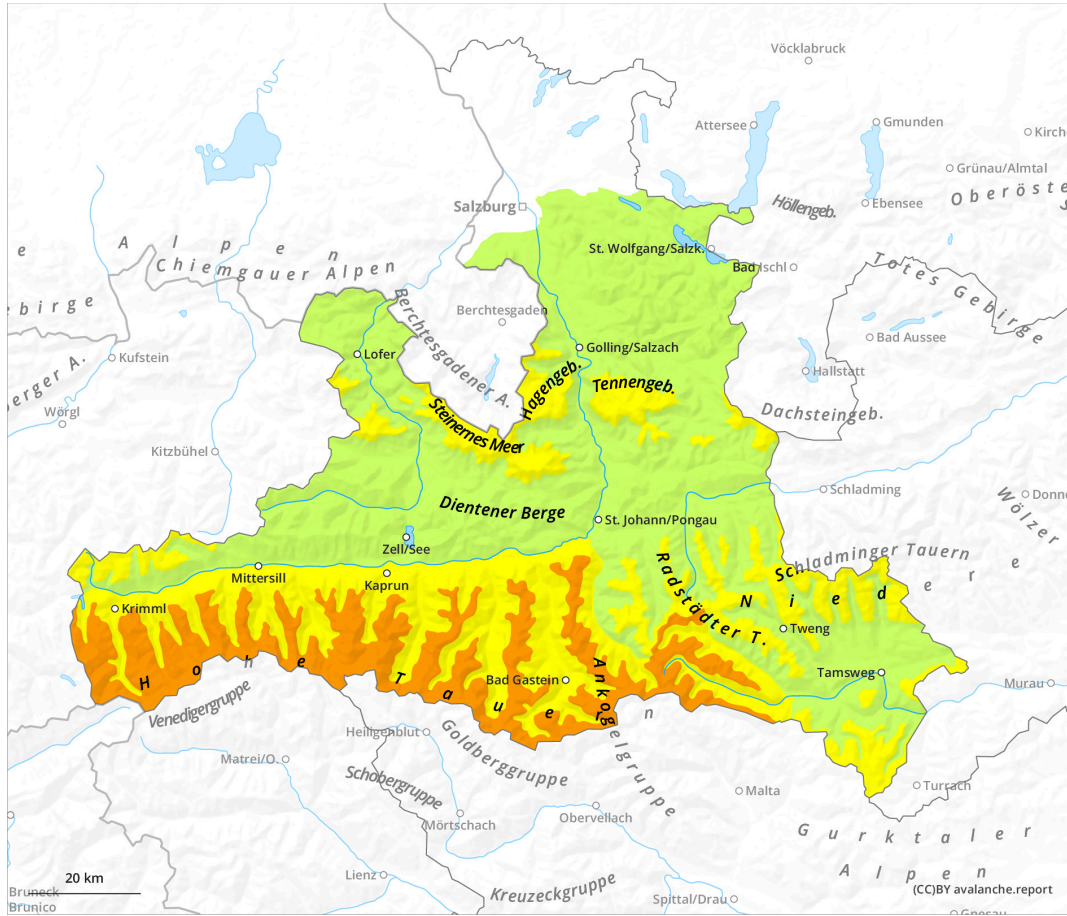 Vöcklabruck
Attersee
Gmunden
Kirch
Grünau/Almtal
Salzburg
Höllengeb.
Ebensee
Oberöste
S
e
Alpen
Chiemgauer Alpen
St. Wolfgang/Salzk.
Bad Ischl
Totes Gebirge
ebirge
Berchtesgaden
Berchtesgadener A.
Kufstein
Lofer
Golling/Salzach
Bad Aussee
Hallstatt
berger A.
Wörgl
Hagengeb.
Tennengeb.
Steinernes Meer
Dachsteingeb.
Kitzbühel
Schladming
Donne
Wölzer
Dientener Berge
St. Johann/Pongau
Zell/See
Mittersill
Kaprun
Schladminger Tauern
Radstädter T.
Nied
ere
Krimml
Tweng
Hohe Tauern
Bad Gastein
Ankogelgruppe
Tamsweg
Murau
Venedigergruppe
Heiligenblut
Goldberggruppe
Matrei/O.
Schobergruppe
Malta
Turrach
Mörtschach
Obervellach
Gurktaler
Alpen
20 km
Lienz
Kreuzeckgruppe
Bruneck
Brunico
Spittal/Drau
(CC)BY avalanche.report
Gnesau